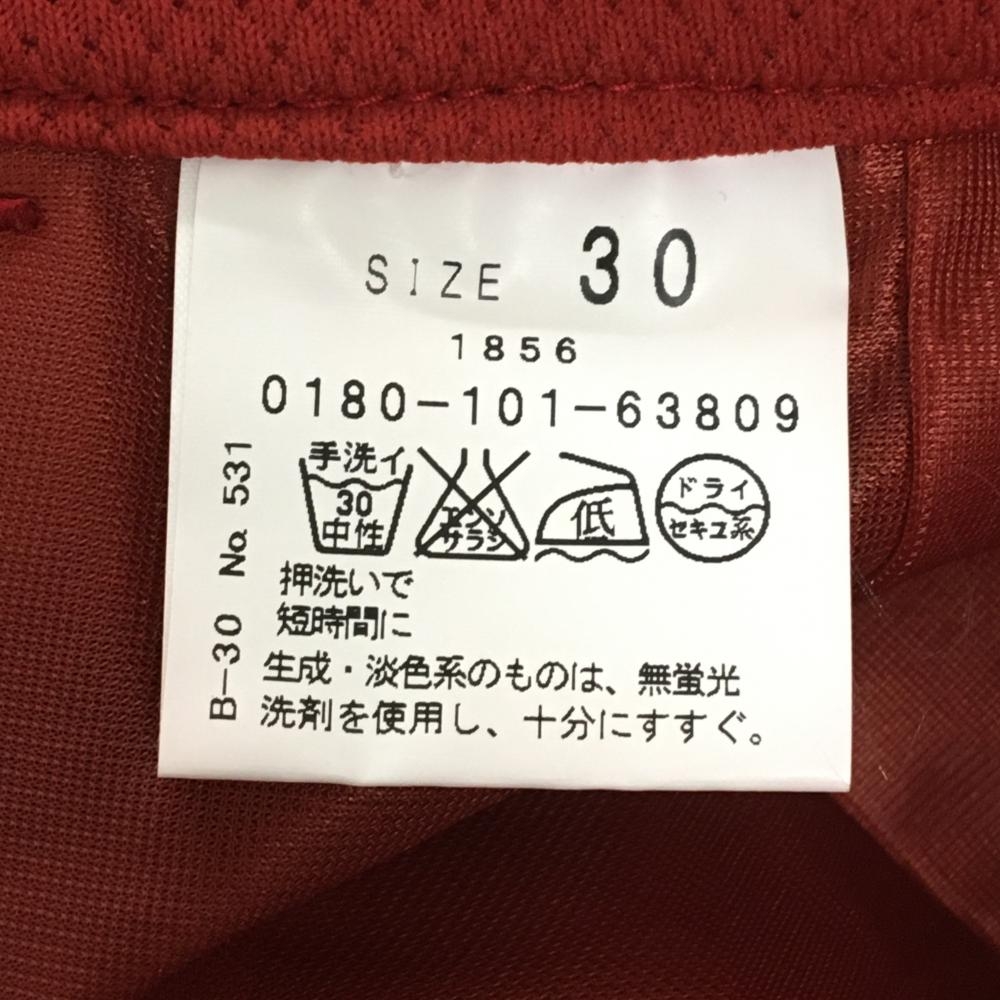 SIZE 30
1856
0180-101-63809
手洗イ
30
中性
エンソ
サラシ
低
ドライ
セキユ系
押洗いで
短時間に
生成・淡色系のものは、無蛍光
洗剤を使用し、十分にすすぐ。
B-30 No. 531